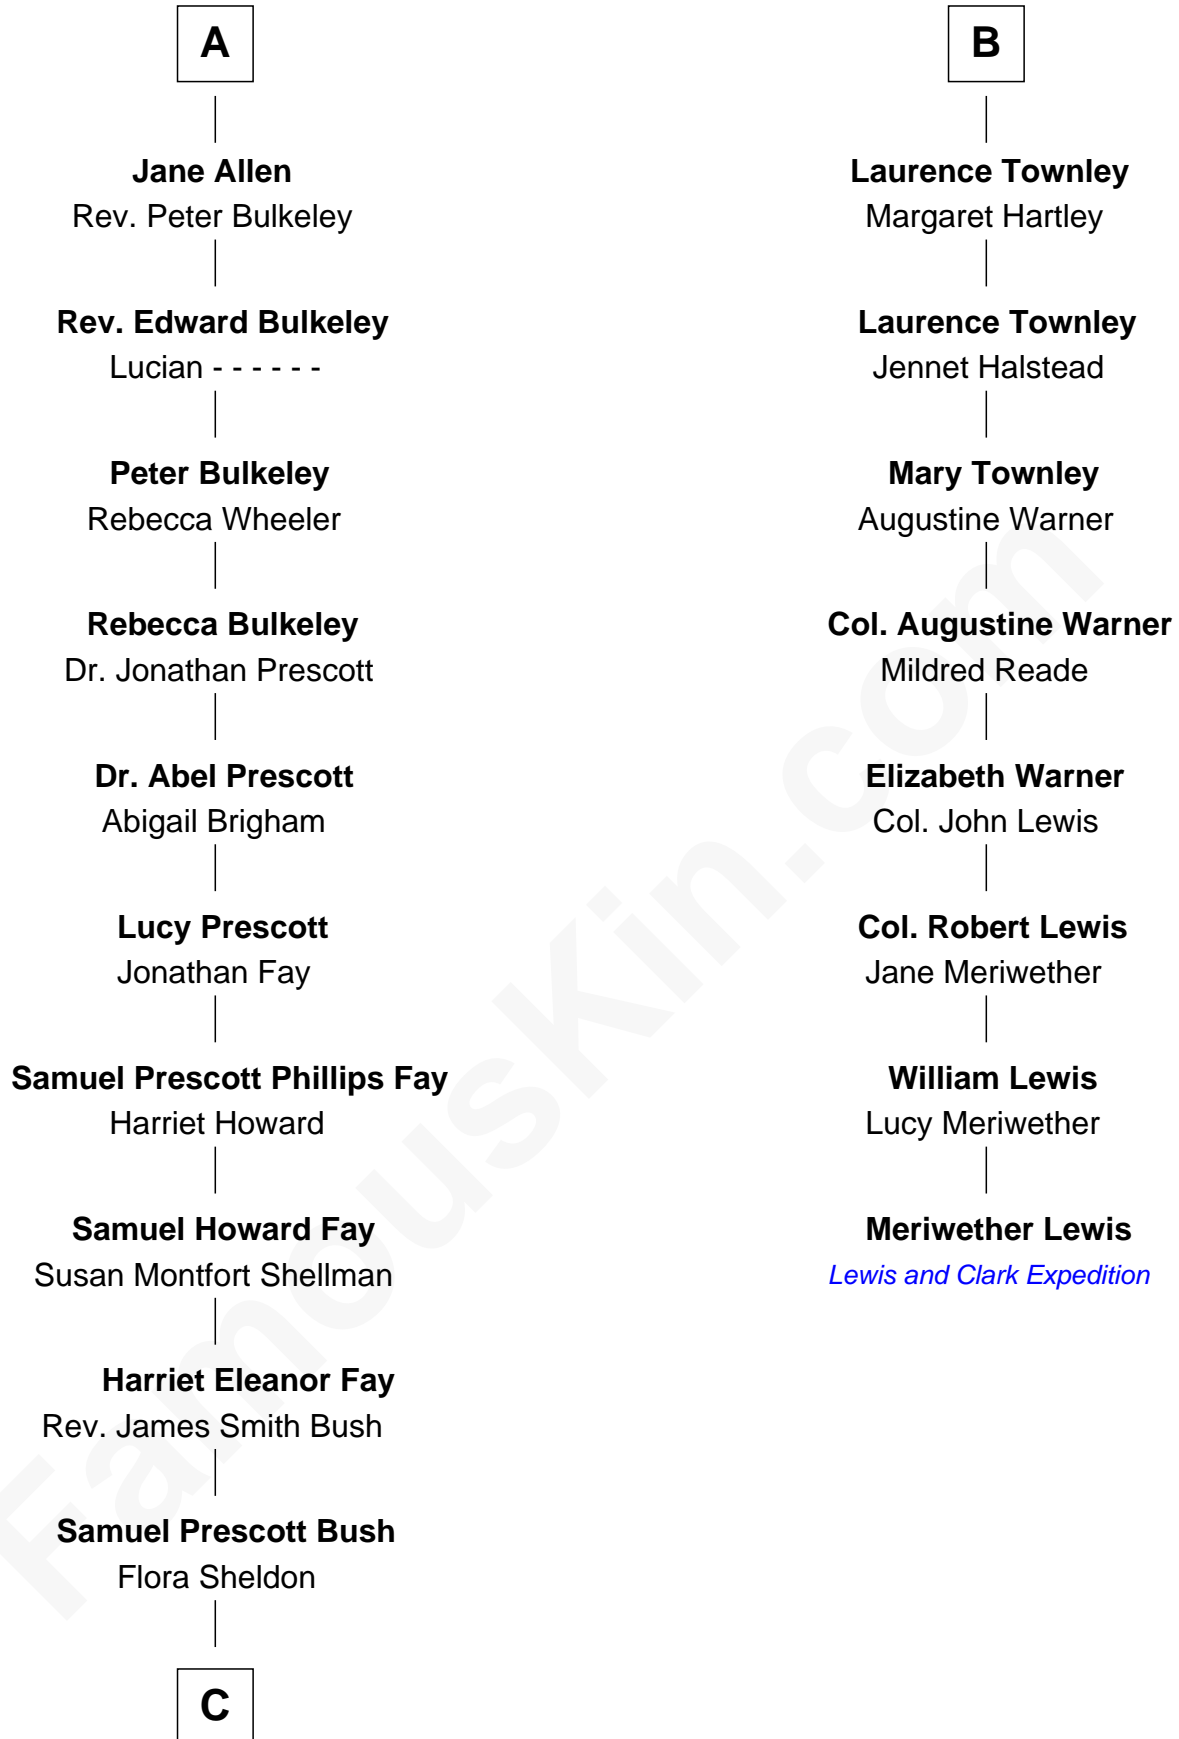 A
Jane Allen
Rev. Peter Bulkeley
Rev. Edward Bulkeley
Lucian - - - - - -
Peter Bulkeley
Rebecca Wheeler
Rebecca Bulkeley
Dr. Jonathan Prescott
Dr. Abel Prescott
Abigail Brigham
Lucy Prescott
Jonathan Fay
Samuel Prescott Phillips Fay
Harriet Howard
Samuel Howard Fay
Susan Montfort Shellman
Harriet Eleanor Fay
Rev. James Smith Bush
Samuel Prescott Bush
Flora Sheldon
C
B
Laurence Townley
Margaret Hartley
Laurence Townley
Jennet Halstead
Mary Townley
Augustine Warner
Col. Augustine Warner
Mildred Reade
Elizabeth Warner
Col. John Lewis
Col. Robert Lewis
Jane Meriwether
William Lewis
Lucy Meriwether
Meriwether Lewis
Lewis and Clark Expedition
FamousKin.com